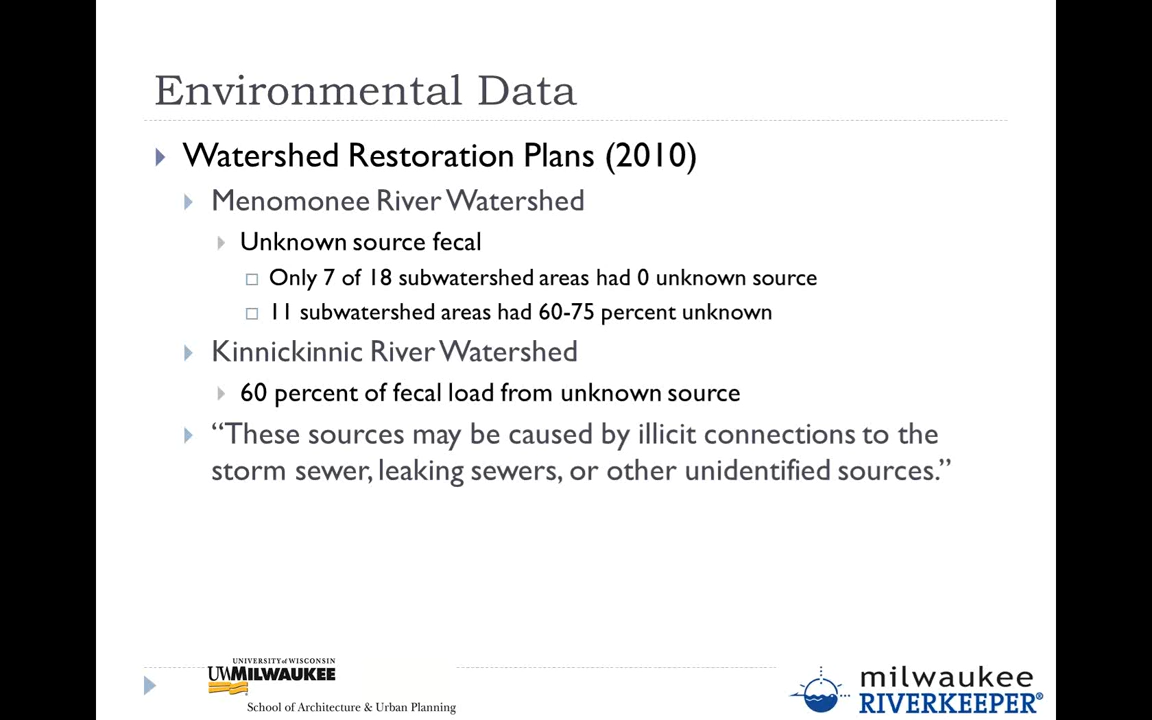 Environmental Data
Watershed Restoration Plans (2010)
Menomonee River Watershed
Unknown source fecal
Only 7 of 18 subwatershed areas had 0 unknown source
11 subwatershed areas had 60-75 percent unknown
Kinnickinnic River Watershed
60 percent of fecal load from unknown source
“These sources may be caused by illicit connections to the
storm sewer, leaking sewers, or other unidentified sources.”
UNIVERSITY of WISCONSIN
UWMILWAUKEE
School of Architecture & Urban Planning
milwaukee
RIVERKEEPER®